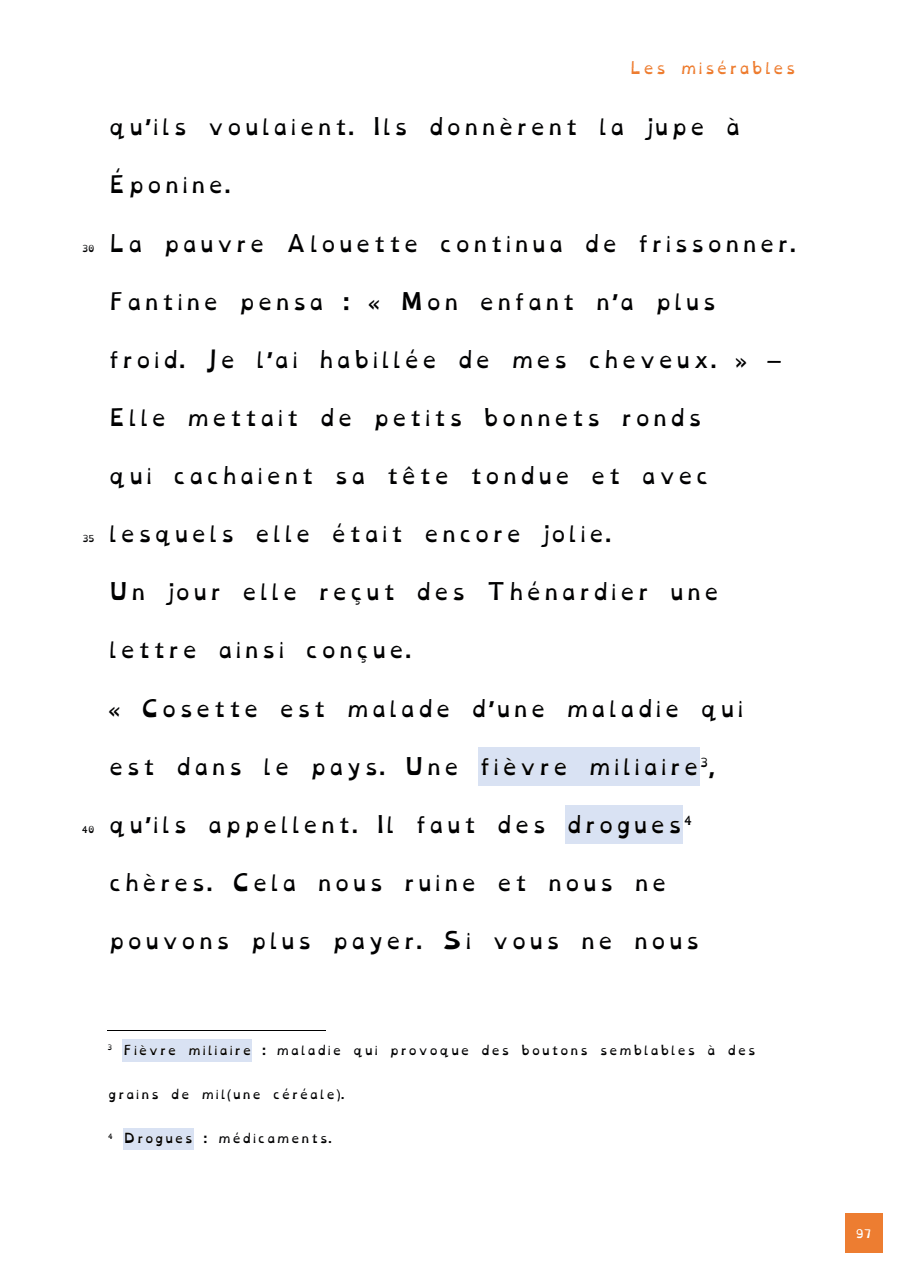 Les misérables
qu'ils voulaient. Ils donnèrent la jupe à
Éponine.
30 La pauvre Alouette continua de frissonner.
Fantine pensa : « Mon enfant n'a plus
froid. Je l'ai habillée de mes cheveux. » –
Elle mettait de petits bonnets ronds
qui cachaient sa tête tondue et avec
35 lesquels elle était encore jolie.
Un jour elle reçut des Thénardier une
lettre ainsi conçue.
« Cosette est malade d'une maladie qui
est dans le pays. Une fièvre miliaire³,
40 qu'ils appellent. Il faut des drogues⁴
chères. Cela nous ruine et nous ne
pouvons plus payer. Si vous ne nous
³ Fièvre miliaire : maladie qui provoque des boutons semblables à des
grains de mil(une céréale).
⁴ Drogues : médicaments.
97